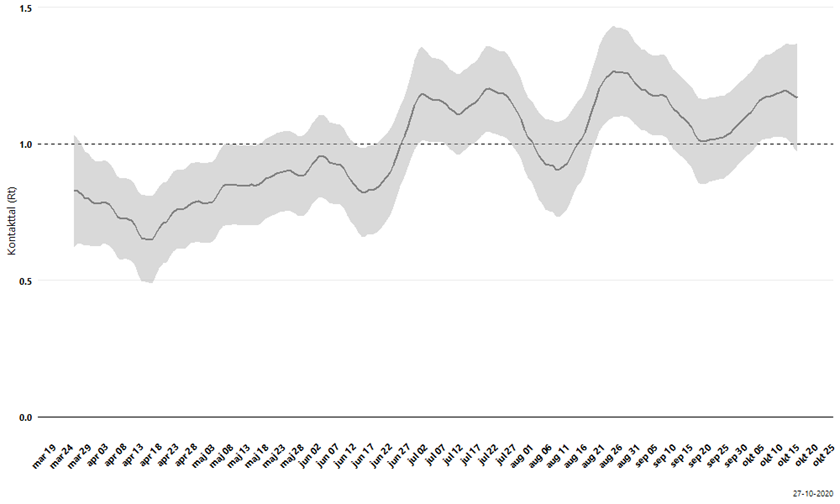 1.5
1.0
0.5
0.0
Kontakttal (Rt)
mar 19
mar 24
mar 29
apr 03
apr 08
apr 13
apr 18
apr 23
apr 28
maj 03
maj 08
maj 13
maj 18
maj 23
maj 28
jun 02
jun 07
jun 12
jun 17
jun 22
jun 27
jul 02
jul 07
jul 12
jul 17
jul 22
jul 27
aug 01
aug 06
aug 11
aug 16
aug 21
aug 26
aug 31
sep 05
sep 10
sep 15
sep 20
sep 25
sep 30
okt 05
okt 10
okt 15
okt 20
okt 25
27-10-2020